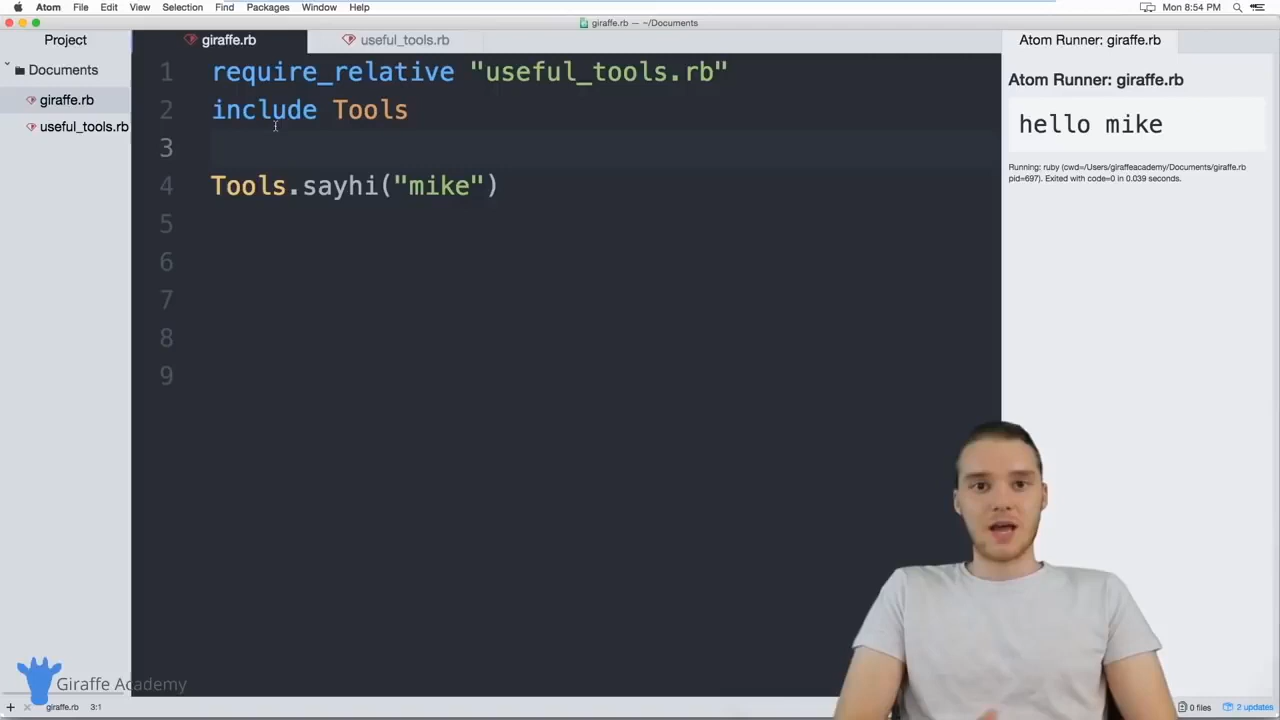 Atom File Edit View Selection Find Packages Window Help
Mon 8:54 PM
giraffe.rb — ~/Documents
Project
Documents
giraffe.rb
useful_tools.rb
giraffe.rb
useful_tools.rb
1 require_relative "useful_tools.rb"
2 include Tools
3
4 Tools.sayhi("mike")
5
6
7
8
9
Atom Runner: giraffe.rb
Atom Runner: giraffe.rb
hello mike
Running: ruby (cwd=/Users/giraffeacademy/Documents/giraffe.rb
pid=697). Exited with code=0 in 0.039 seconds.
Giraffe Academy
giraffe.rb 3:1
0 files
2 updates